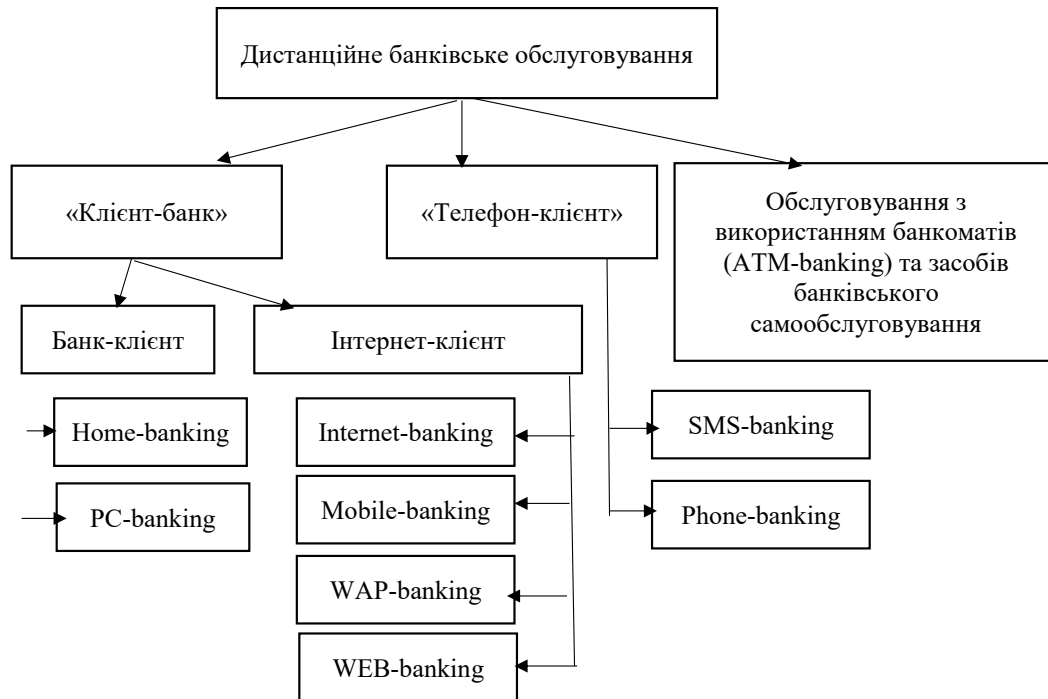 Дистанційне банківське обслуговування
«Клієнт-банк»
«Телефон-клієнт»
Обслуговування з
використанням банкоматів
(ATM-banking) та засобів
банківського
самообслуговування
Банк-клієнт
Інтернет-клієнт
Home-banking
PC-banking
Internet-banking
Mobile-banking
WAP-banking
WEB-banking
SMS-banking
Phone-banking